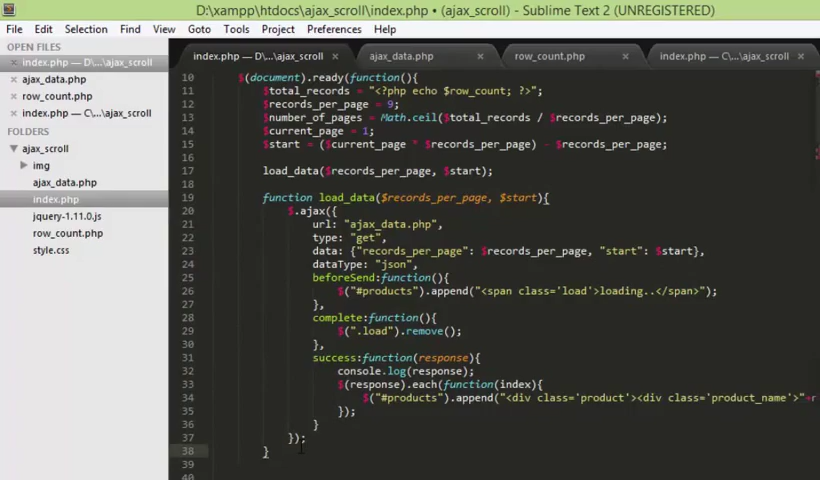 D:\xampp\htdocs\ajax_scroll\index.php • (ajax_scroll) - Sublime Text 2 (UNREGISTERED)
File Edit Selection Find View Goto Tools Project Preferences Help
OPEN FILES
index.php — D\...\ajax_scroll
ajax_data.php
row_count.php
index.php — C\...\ajax_scroll
FOLDERS
ajax_scroll
img
ajax_data.php
index.php
jquery-1.11.0.js
row_count.php
style.css
index.php — D\...\ajax_scroll × ajax_data.php × row_count.php × index.php — C\...\ajax_scroll ×
10 $(document).ready(function(){
11 $total_records = "<?php echo $row_count; ?>";
12 $records_per_page = 9;
13 $number_of_pages = Math.ceil($total_records / $records_per_page);
14 $current_page = 1;
15 $start = ($current_page * $records_per_page) - $records_per_page;
16
17 load_data($records_per_page, $start);
18
19 function load_data($records_per_page, $start){
20 $.ajax({
21 url: "ajax_data.php",
22 type: "get",
23 data: {"records_per_page": $records_per_page, "start": $start},
24 dataType: "json",
25 beforeSend:function(){
26 $("#products").append("<span class='load'>loading..</span>");
27 },
28 complete:function(){
29 $(".load").remove();
30 },
31 success:function(response){
32 console.log(response);
33 $(response).each(function(index){
34 $("#products").append("<div class='product'><div class='product_name'>"+r
35 });
36 }
37 });
38 }
39
40